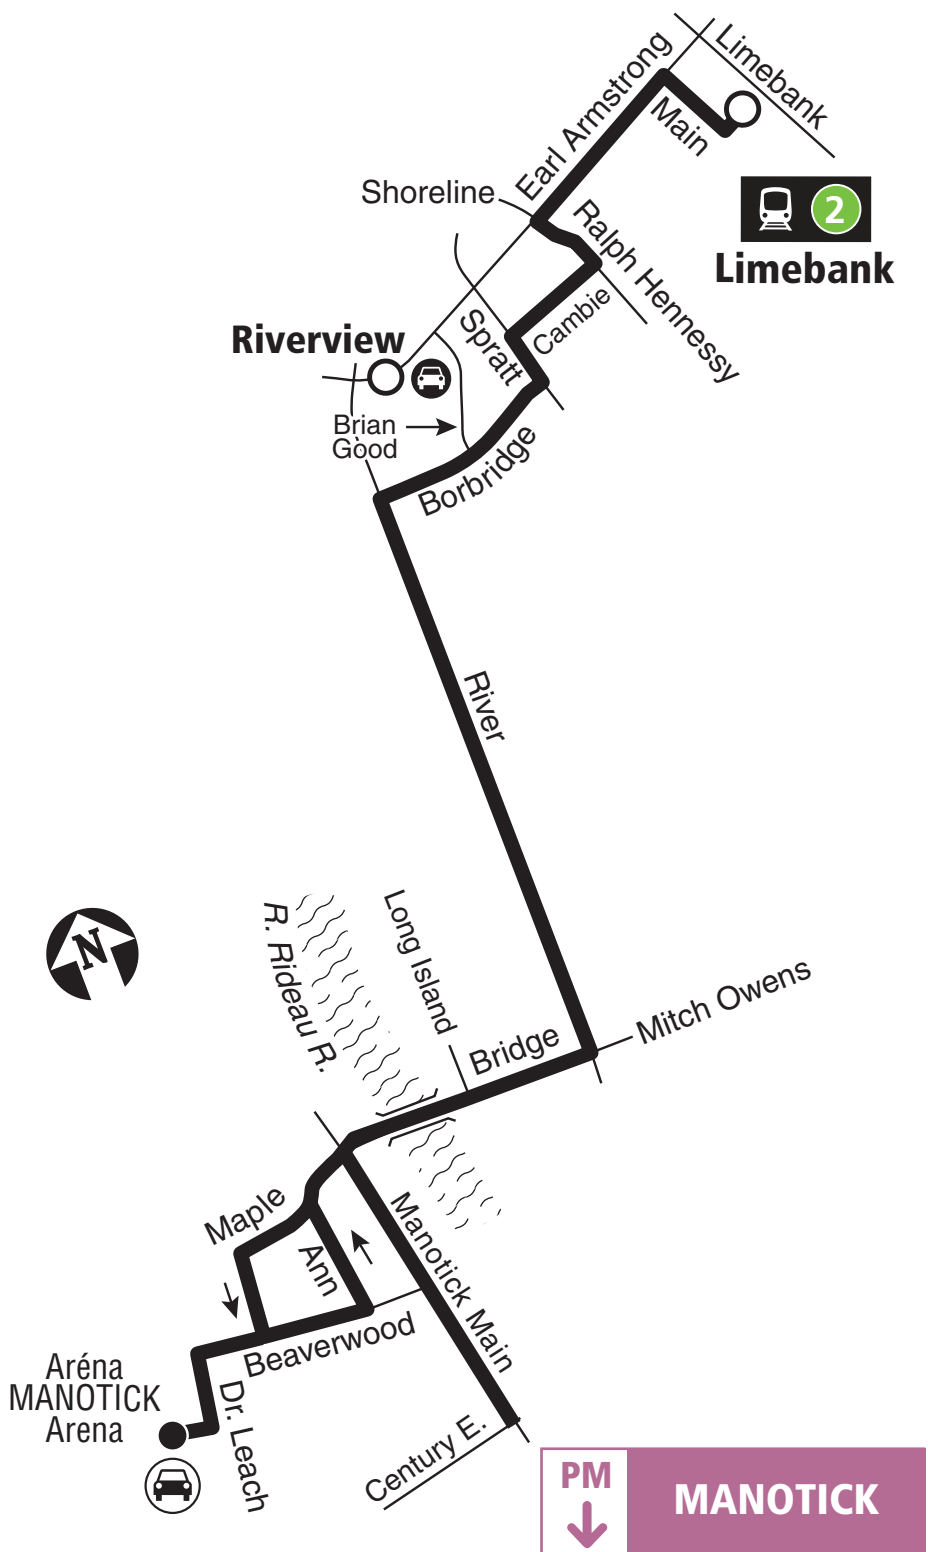 Limebank
Earl Armstrong
Main
Shoreline
Ralph Hennessy
2
Limebank
Cambie
Spratt
Riverview
Brian
Good
Borbridge
River
Long Island
R. Rideau R.
N
Mitch Owens
Bridge
Maple
Manotick Main
Ann
Beaverwood
Aréna
MANOTICK
Arena
Dr. Leach
Century E.
PM
MANOTICK